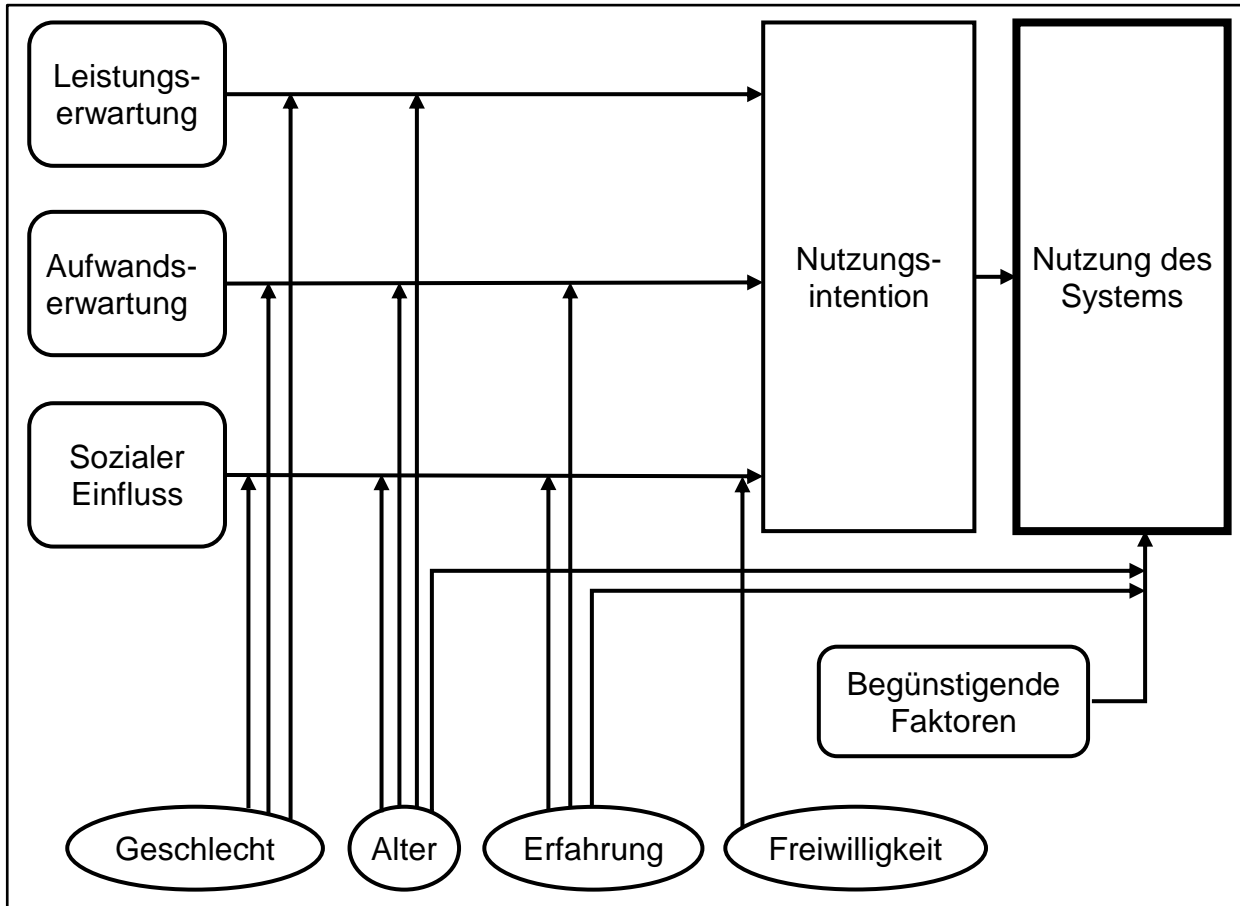 Leistungs-
erwartung
Aufwands-
erwartung
Sozialer
Einfluss
Nutzungs-
intention
Nutzung des
Systems
Begünstigende
Faktoren
Geschlecht
Alter
Erfahrung
Freiwilligkeit